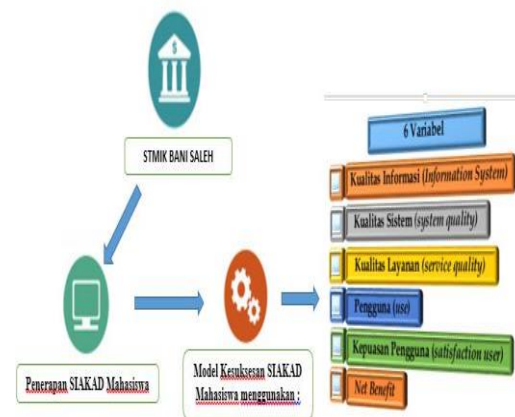 $
STMIK BANI SALEH
Penerapan SIAKAD Mahasiswa
Model Kesuksesan SIAKAD
Mahasiswa menggunakan :
6 Variabel
Kualitas Informasi (Information System)
Kualitas Sistem (system quality)
Kualitas Layanan (service quality)
Pengguna (use)
Kepuasan Pengguna (satisfaction user)
Net Benefit